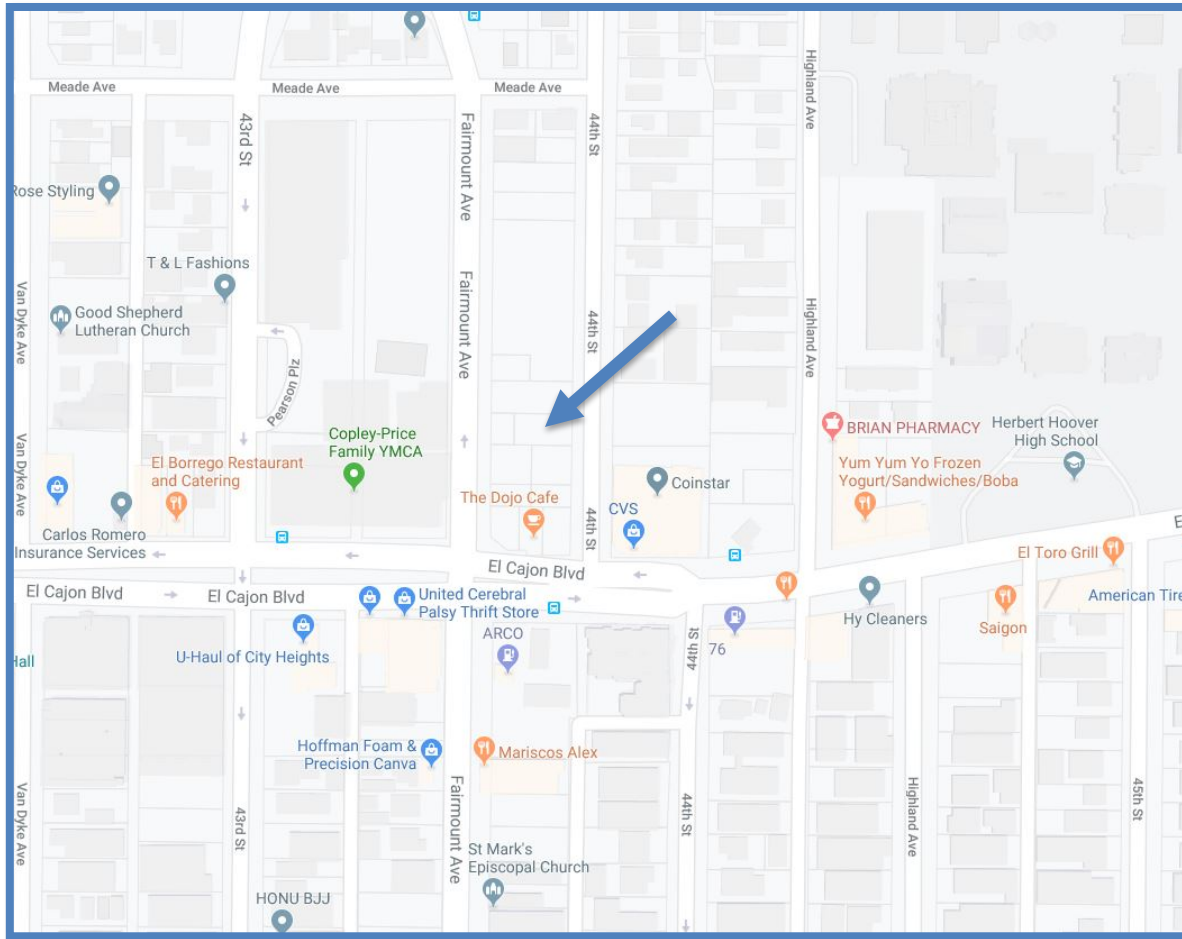 Meade Ave
Meade Ave
Meade Ave
43rd St
Fairmount Ave
44th St
Highland Ave
Rose Styling
T & L Fashions
Van Dyke Ave
Good Shepherd
Lutheran Church
Fairmount Ave
44th St
Highland Ave
Pearson Plz
Copley-Price
Family YMCA
BRIAN PHARMACY
Herbert Hoover
High School
Van Dyke Ave
El Borrego Restaurant
and Catering
Yum Yum Yo Frozen
Yogurt/Sandwiches/Boba
Coinstar
The Dojo Cafe
CVS
44th St
Carlos Romero
Insurance Services
El Cajon Blvd
El Toro Grill
El Cajon Blvd
El Cajon Blvd
United Cerebral
Palsy Thrift Store
American Tire
Hy Cleaners
Saigon
ARCO
44th St
76
U-Haul of City Heights
Hall
Hoffman Foam &
Precision Canva
Mariscos Alex
Van Dyke Ave
43rd St
Fairmount Ave
44th St
Highland Ave
45th St
St Mark's
Episcopal Church
HONU BJJ